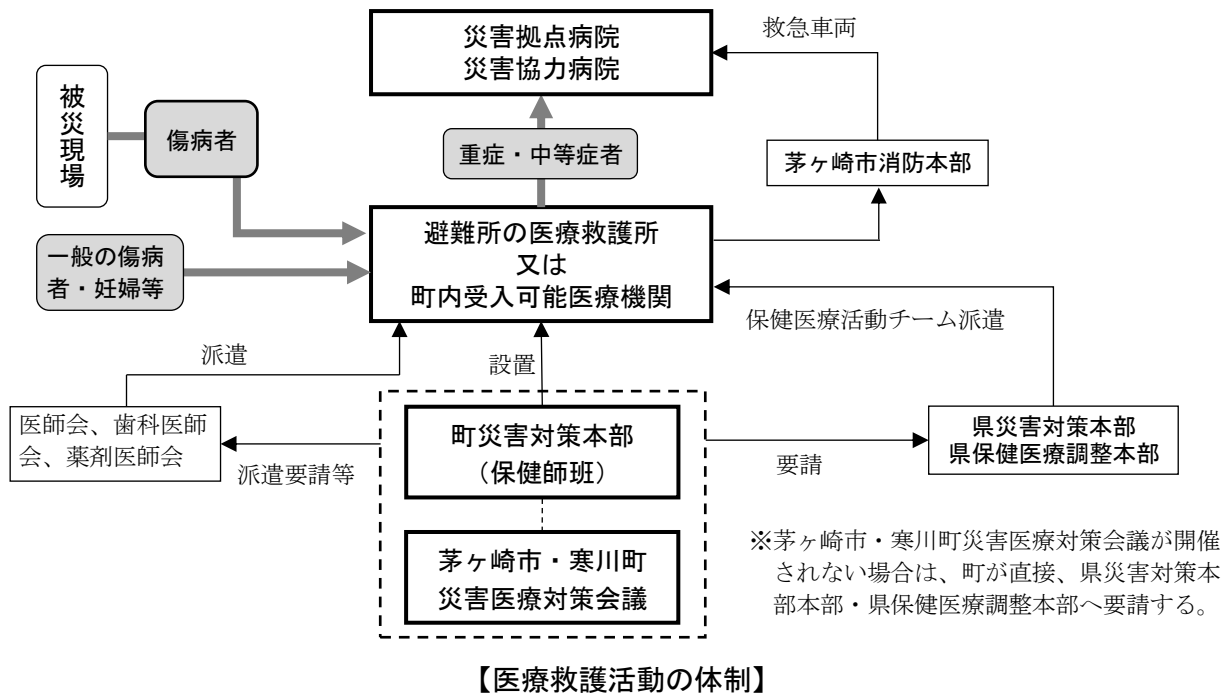 災害拠点病院
災害協力病院
救急車両
被災現場
傷病者
重症・中等症者
茅ヶ崎市消防本部
避難所の医療救護所
又は
町内受入可能医療機関
一般の傷病
者・妊婦等
保健医療活動チーム派遣
派遣
設置
医師会、歯科医師
会、薬剤医師会
町災害対策本部
（保健師班）
県災害対策本部
県保健医療調整本部
派遣要請等
要請
茅ヶ崎市・寒川町
災害医療対策会議
※茅ヶ崎市・寒川町災害医療対策会議が開催
されない場合は、町が直接、県災害対策本
部本部・県保健医療調整本部へ要請する。
【医療救護活動の体制】